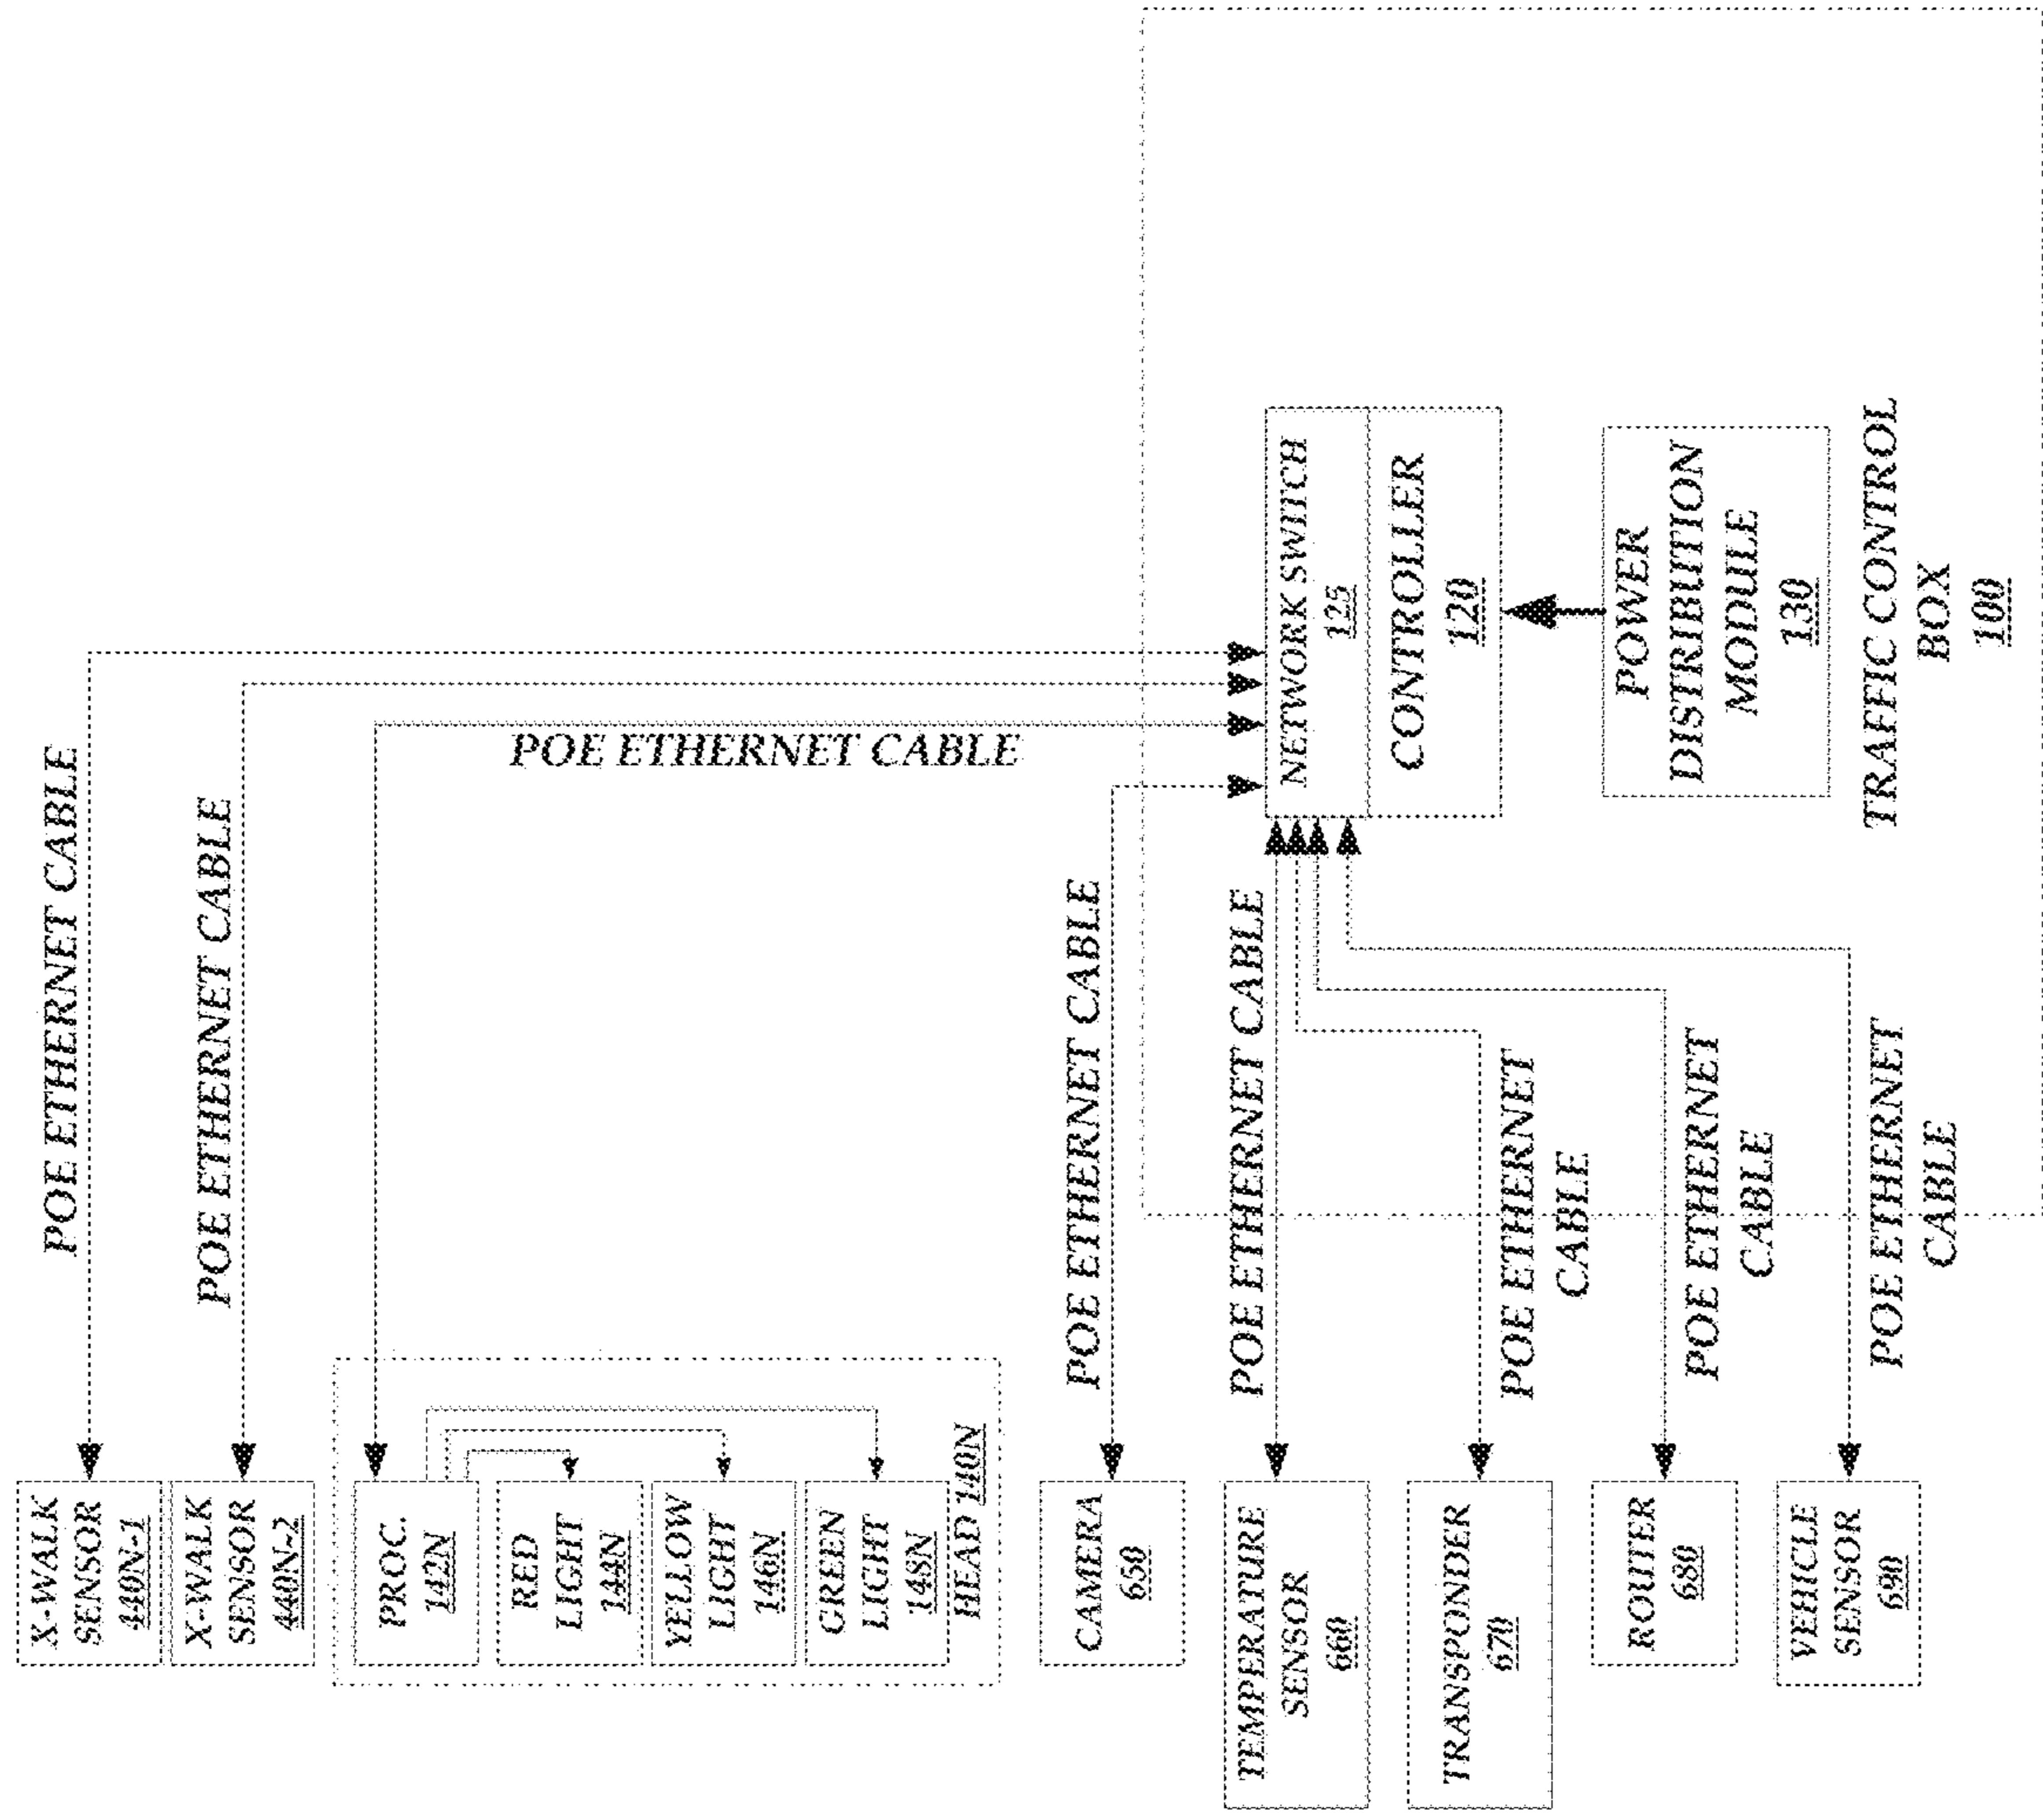 X-WALK
SENSOR
440N-1
X-WALK
SENSOR
440N-2
PROC.
142N
RED
LIGHT
144N
YELLOW
LIGHT
146N
GREEN
LIGHT
148N
HEAD 140N
CAMERA
650
TEMPERATURE
SENSOR
660
TRANSPONDER
670
ROUTER
680
VEHICLE
SENSOR
690
POE ETHERNET CABLE
POE ETHERNET CABLE
POE ETHERNET CABLE
POE ETHERNET CABLE
POE ETHERNET CABLE
POE ETHERNET
CABLE
POE ETHERNET
CABLE
POE ETHERNET
CABLE
NETWORK SWITCH
125
CONTROLLER
120
POWER
DISTRIBUTION
MODULE
130
TRAFFIC CONTROL
BOX
100